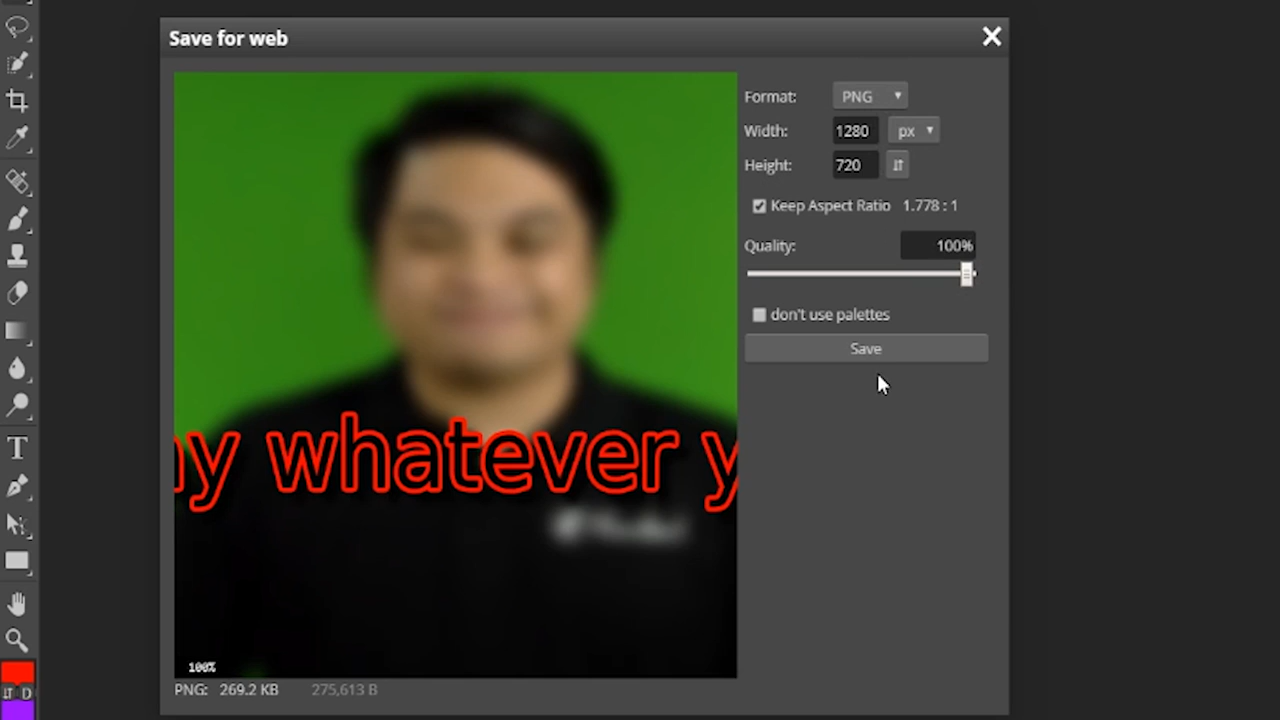 Save for web
Format: PNG
Width: 1280 px
Height: 720
Keep Aspect Ratio 1.778 : 1
Quality: 100%
don't use palettes
Save
y whatever y
100%
PNG: 269.2 KB 275,613 B
T
D